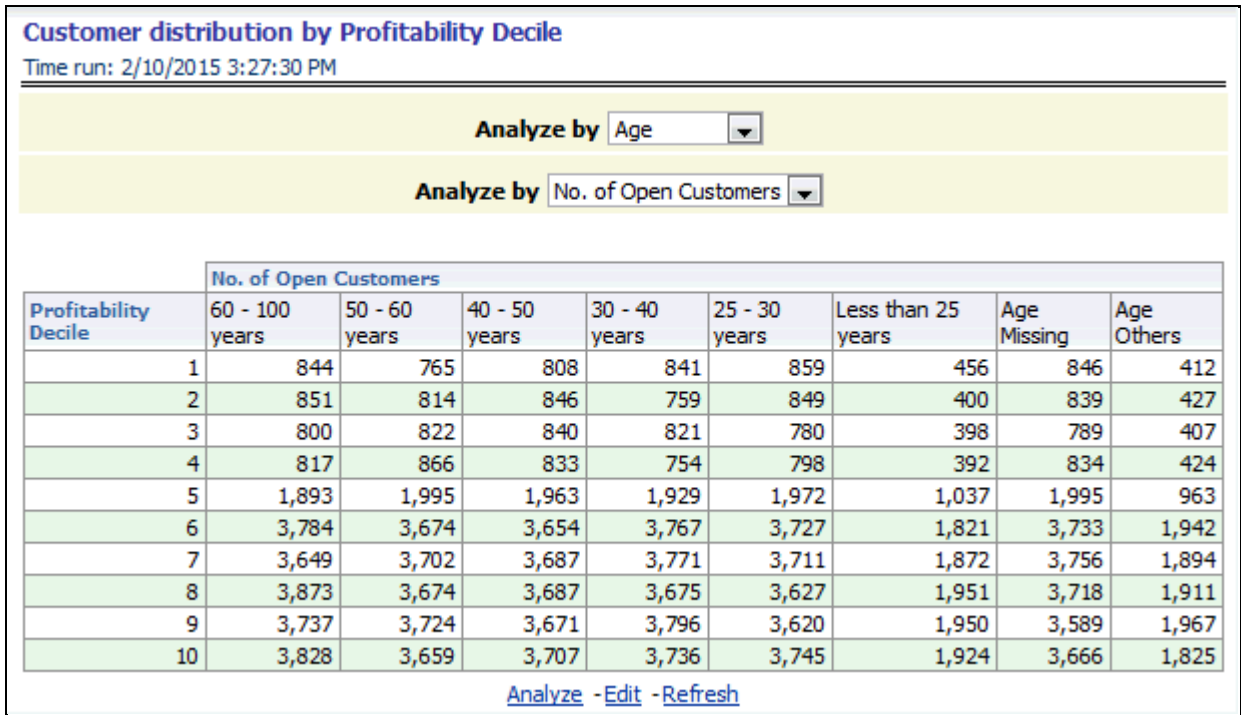 Customer distribution by Profitability Decile
Time run: 2/10/2015 3:27:30 PM
Analyze by Age
Analyze by No. of Open Customers
No. of Open Customers
Profitability Decile 60 - 100 years 50 - 60 years 40 - 50 years 30 - 40 years 25 - 30 years Less than 25 years Age Missing Age Others
1 844 765 808 841 859 456 846 412
2 851 814 846 759 849 400 839 427
3 800 822 840 821 780 398 789 407
4 817 866 833 754 798 392 834 424
5 1,893 1,995 1,963 1,929 1,972 1,037 1,995 963
6 3,784 3,674 3,654 3,767 3,727 1,821 3,733 1,942
7 3,649 3,702 3,687 3,771 3,711 1,872 3,756 1,894
8 3,873 3,674 3,687 3,675 3,627 1,951 3,718 1,911
9 3,737 3,724 3,671 3,796 3,620 1,950 3,589 1,967
10 3,828 3,659 3,707 3,736 3,745 1,924 3,666 1,825
Analyze - Edit - Refresh